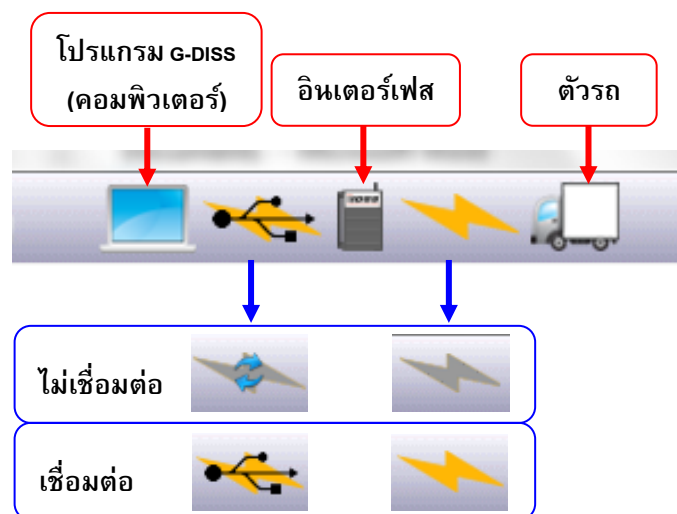 โปรแกรม G-DISS
(คอมพิวเตอร์)
อินเตอร์เฟส
ตัวรถ
ไม่เชื่อมต่อ
เชื่อมต่อ